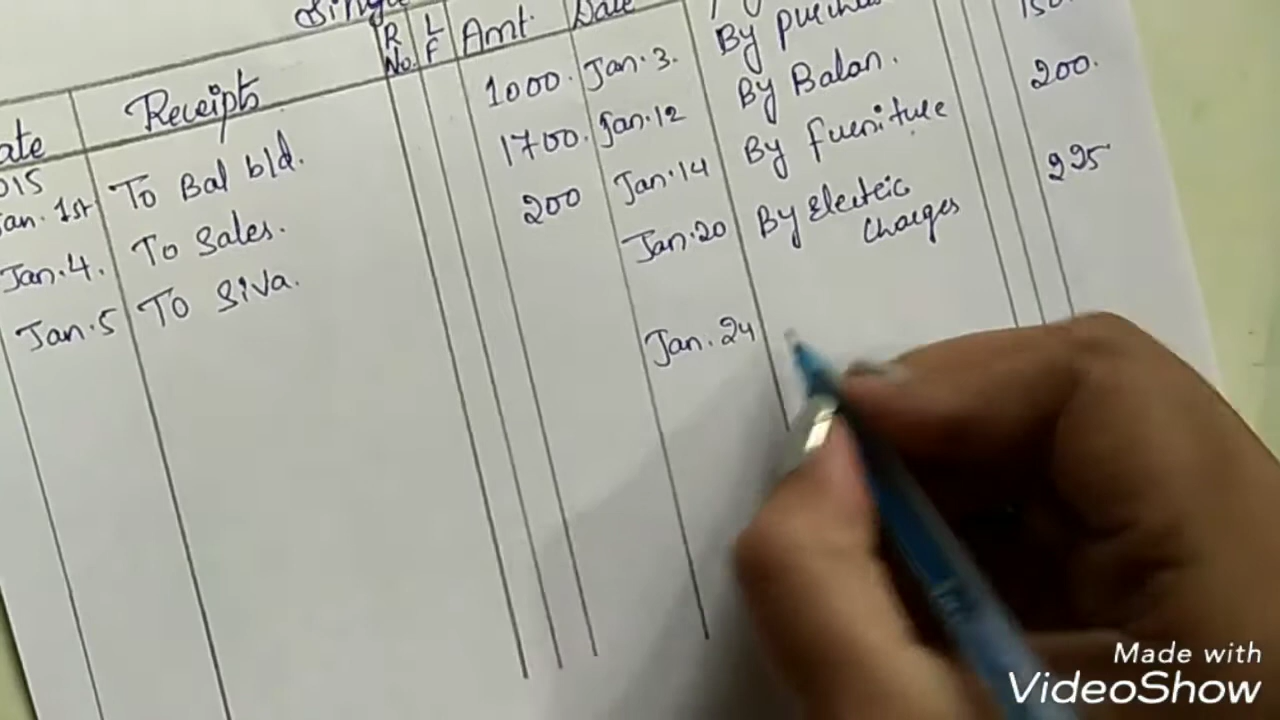 R No. L F Amt. Date
ate Receipts
015
Jan. 1st To Bal b/d. 1000. Jan. 3. By purcha
Jan. 4. To Sales. 1700. Jan. 12 By Balan. 200.
Jan. 5 To Siva. 200 Jan. 14 By furniture 225
Jan. 20 By Electric
Charges
Jan. 24
Made with
VideoShow